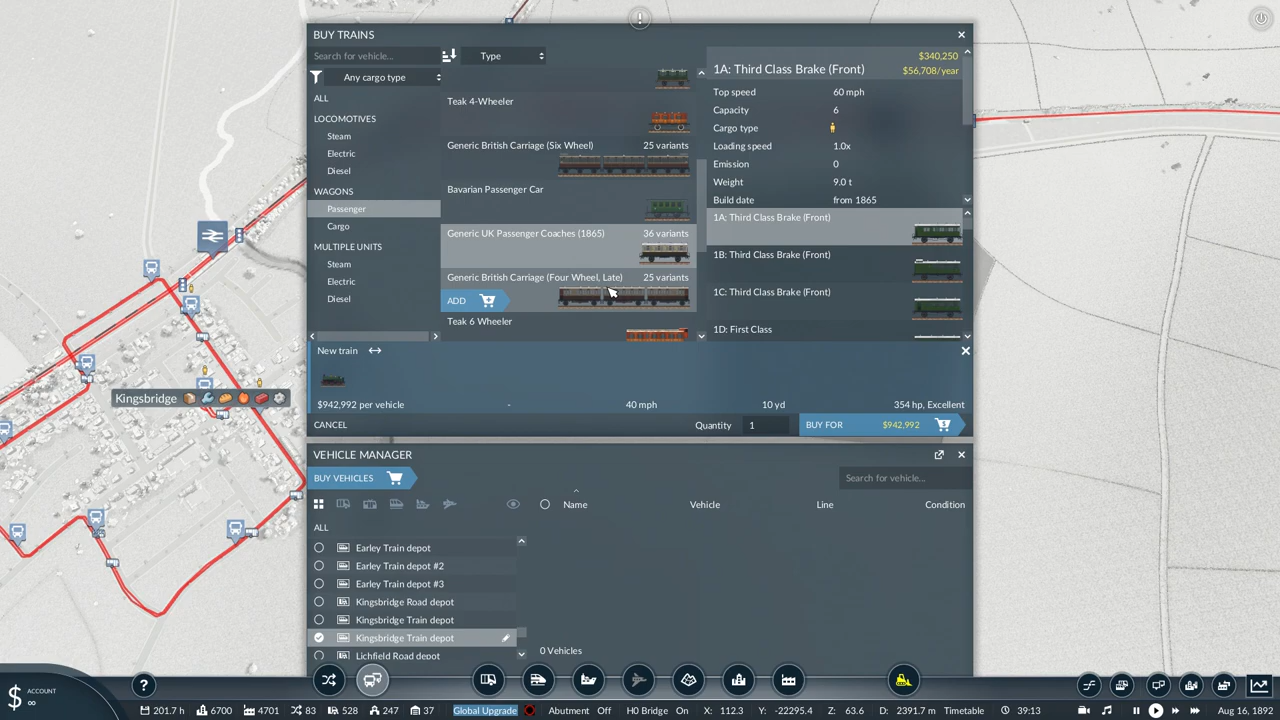 BUY TRAINS
Search for vehicle...
Type
Any cargo type
ALL
LOCOMOTIVES
Steam
Electric
Diesel
WAGONS
Passenger
Cargo
MULTIPLE UNITS
Steam
Electric
Diesel
Teak 4-Wheeler
Generic British Carriage (Six Wheel) 25 variants
Bavarian Passenger Car
Generic UK Passenger Coaches (1865) 36 variants
Generic British Carriage (Four Wheel, Late) 25 variants
ADD
Teak 6 Wheeler
$340,250
1A: Third Class Brake (Front) $56,708/year
Top speed 60 mph
Capacity 6
Cargo type
Loading speed 1.0x
Emission 0
Weight 9.0 t
Build date from 1865
1A: Third Class Brake (Front)
1B: Third Class Brake (Front)
1C: Third Class Brake (Front)
1D: First Class
New train
$942,992 per vehicle - 40 mph 10 yd 354 hp, Excellent
CANCEL Quantity 1 BUY FOR $942,992
Kingsbridge
VEHICLE MANAGER
BUY VEHICLES Search for vehicle...
Name Vehicle Line Condition
ALL
Earley Train depot
Earley Train depot #2
Earley Train depot #3
Kingsbridge Road depot
Kingsbridge Train depot
Kingsbridge Train depot
Lichfield Road depot
0 Vehicles
$ ACCOUNT
∞
?
201.7 h 6700 4701 83 528 247 37 Global Upgrade Abutment Off H0 Bridge On X: 112.3 Y: -22295.4 Z: 63.6 D: 2391.7 m Timetable 39:13 Aug 16, 1892